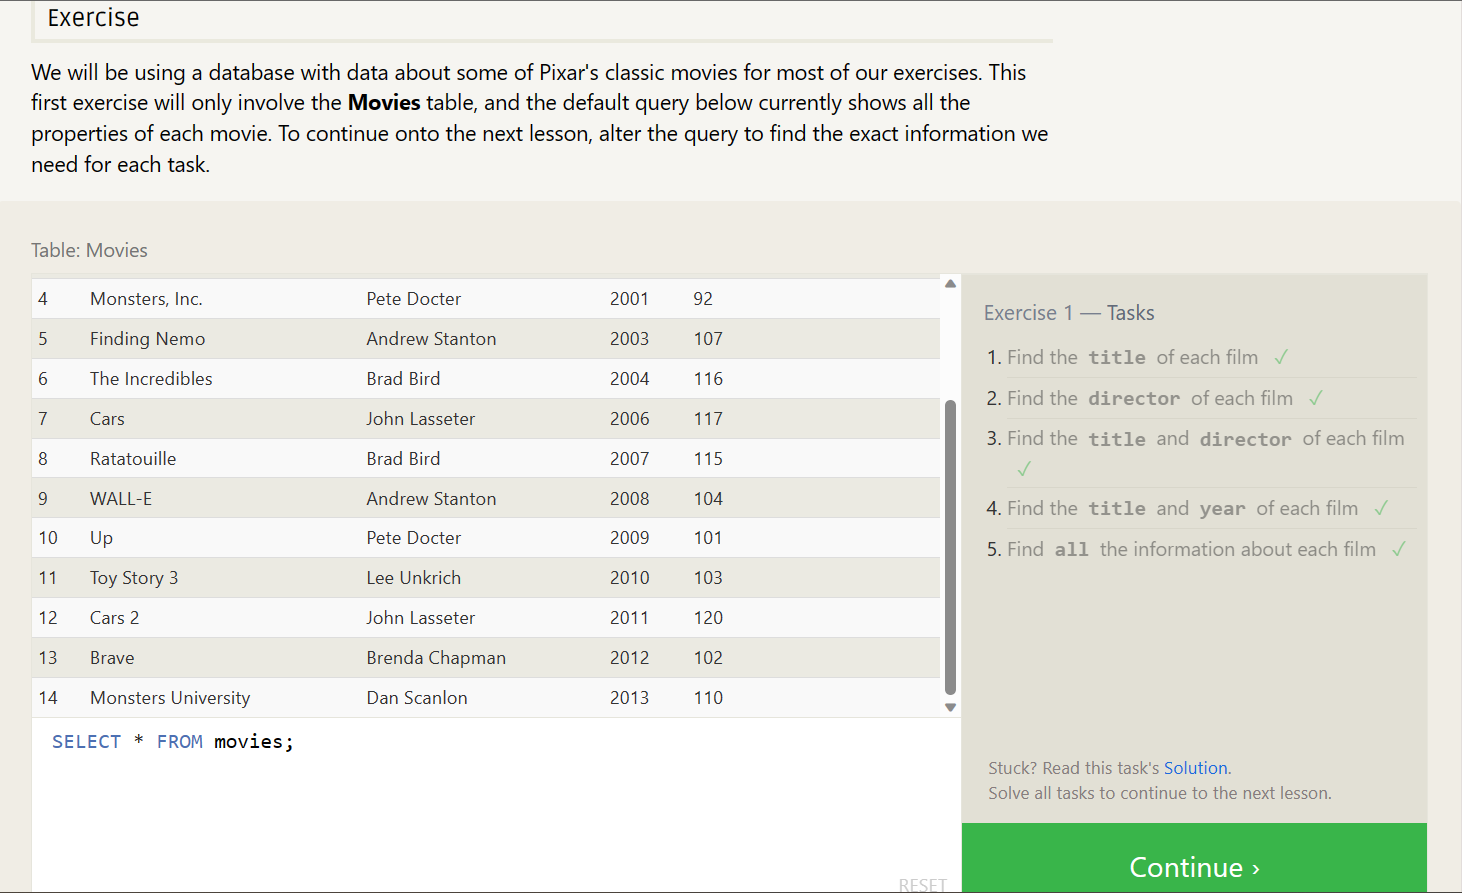 Exercise
We will be using a database with data about some of Pixar's classic movies for most of our exercises. This
first exercise will only involve the Movies table, and the default query below currently shows all the
properties of each movie. To continue onto the next lesson, alter the query to find the exact information we
need for each task.
Table: Movies
4 Monsters, Inc. Pete Docter 2001 92
5 Finding Nemo Andrew Stanton 2003 107
6 The Incredibles Brad Bird 2004 116
7 Cars John Lasseter 2006 117
8 Ratatouille Brad Bird 2007 115
9 WALL-E Andrew Stanton 2008 104
10 Up Pete Docter 2009 101
11 Toy Story 3 Lee Unkrich 2010 103
12 Cars 2 John Lasseter 2011 120
13 Brave Brenda Chapman 2012 102
14 Monsters University Dan Scanlon 2013 110
SELECT * FROM movies;
RESET
Exercise 1 — Tasks
1. Find the title of each film ✓
2. Find the director of each film ✓
3. Find the title and director of each film
✓
4. Find the title and year of each film ✓
5. Find all the information about each film ✓
Stuck? Read this task's Solution.
Solve all tasks to continue to the next lesson.
Continue ›